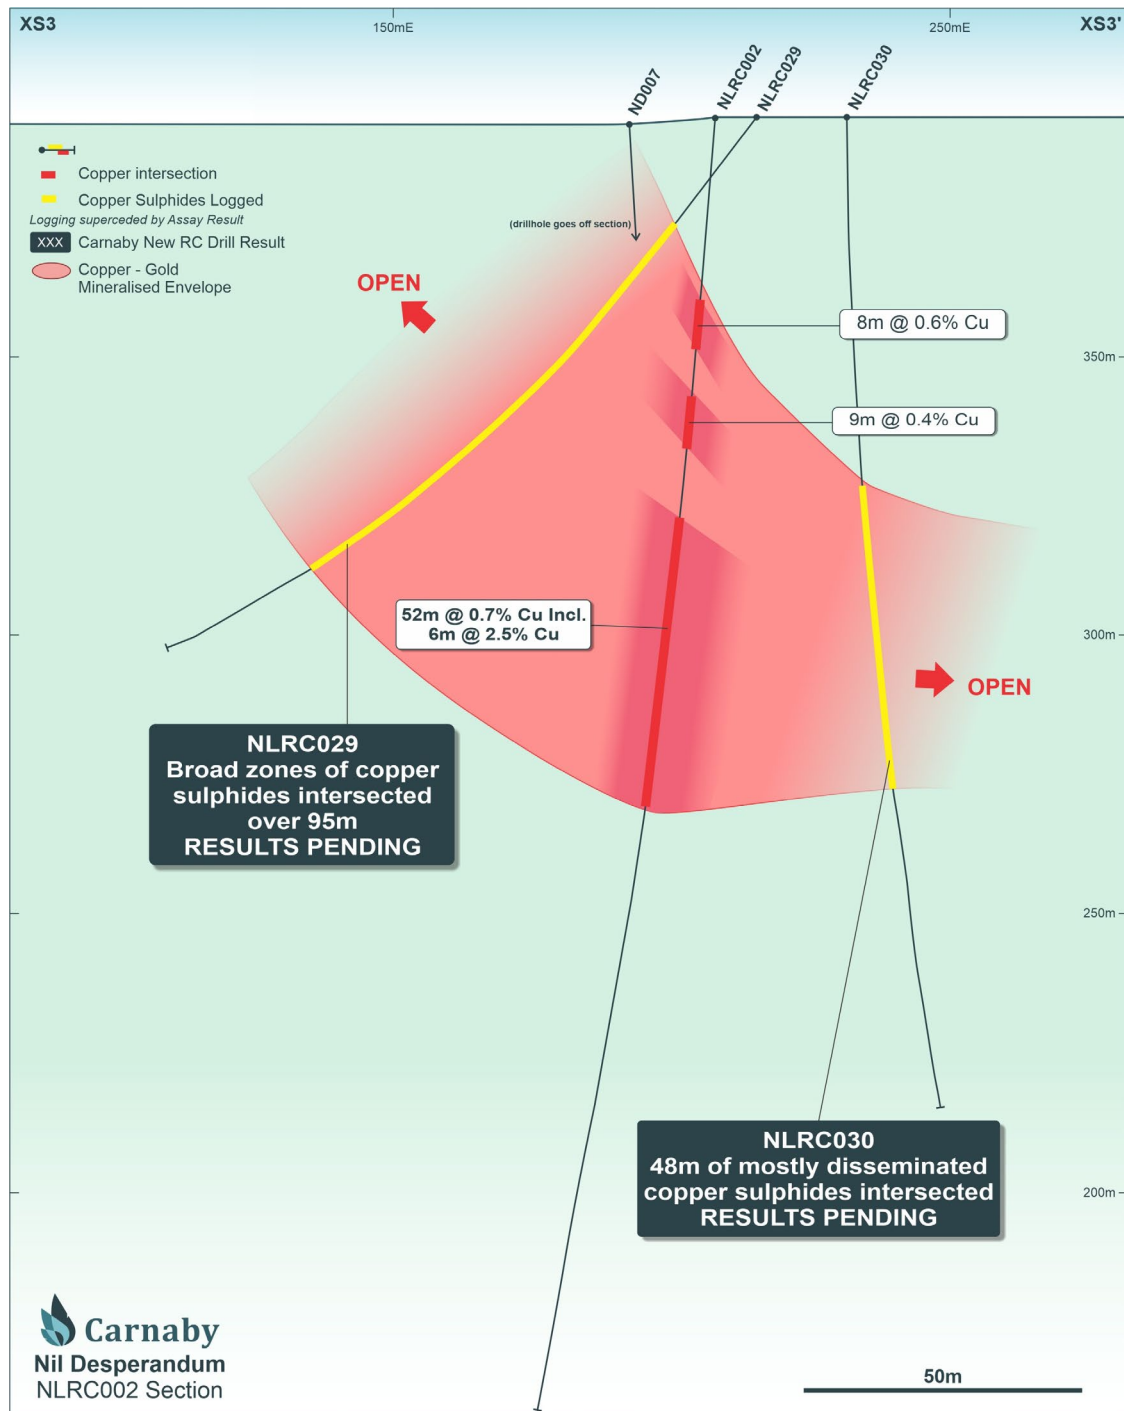 XS3
150mE
250mE
XS3'
ND007
NLRC002
NLRC029
NLRC030
Copper intersection
Copper Sulphides Logged
Logging superceded by Assay Result
XXX Carnaby New RC Drill Result
Copper - Gold
Mineralised Envelope
(drillhole goes off section)
OPEN
8m @ 0.6% Cu
350m
9m @ 0.4% Cu
52m @ 0.7% Cu Incl.
6m @ 2.5% Cu
300m
OPEN
NLRC029
Broad zones of copper
sulphides intersected
over 95m
RESULTS PENDING
250m
NLRC030
48m of mostly disseminated
copper sulphides intersected
RESULTS PENDING
200m
Carnaby
Nil Desperandum
NLRC002 Section
50m